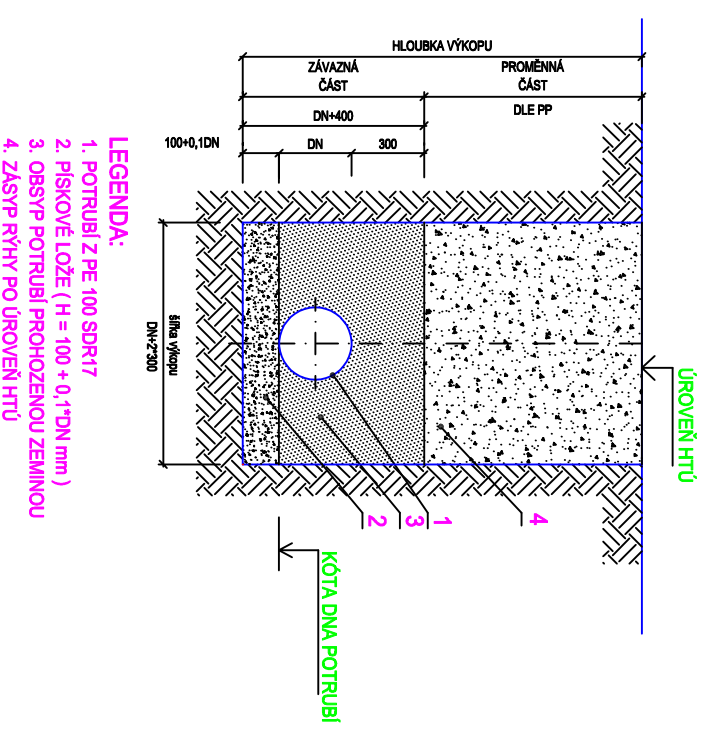 HLOUBKA VÝKOPU
ZÁVAZNÁ
ČÁST
PROMĚNNÁ
ČÁST
DN+400
DLE PP
100+0,1DN
DN
300
šířka výkopu
DN+2*300
ÚROVEŇ HTÚ
4
1
3
2
KÓTA DNA POTRUBÍ
LEGENDA:
1. POTRUBÍ Z PE 100 SDR17
2. PÍSKOVÉ LOŽE ( H = 100 + 0,1*DN mm )
3. OBSYP POTRUBÍ PROHOZENOU ZEMINOU
4. ZÁSYP RÝHY PO ÚROVEŇ HTÚ